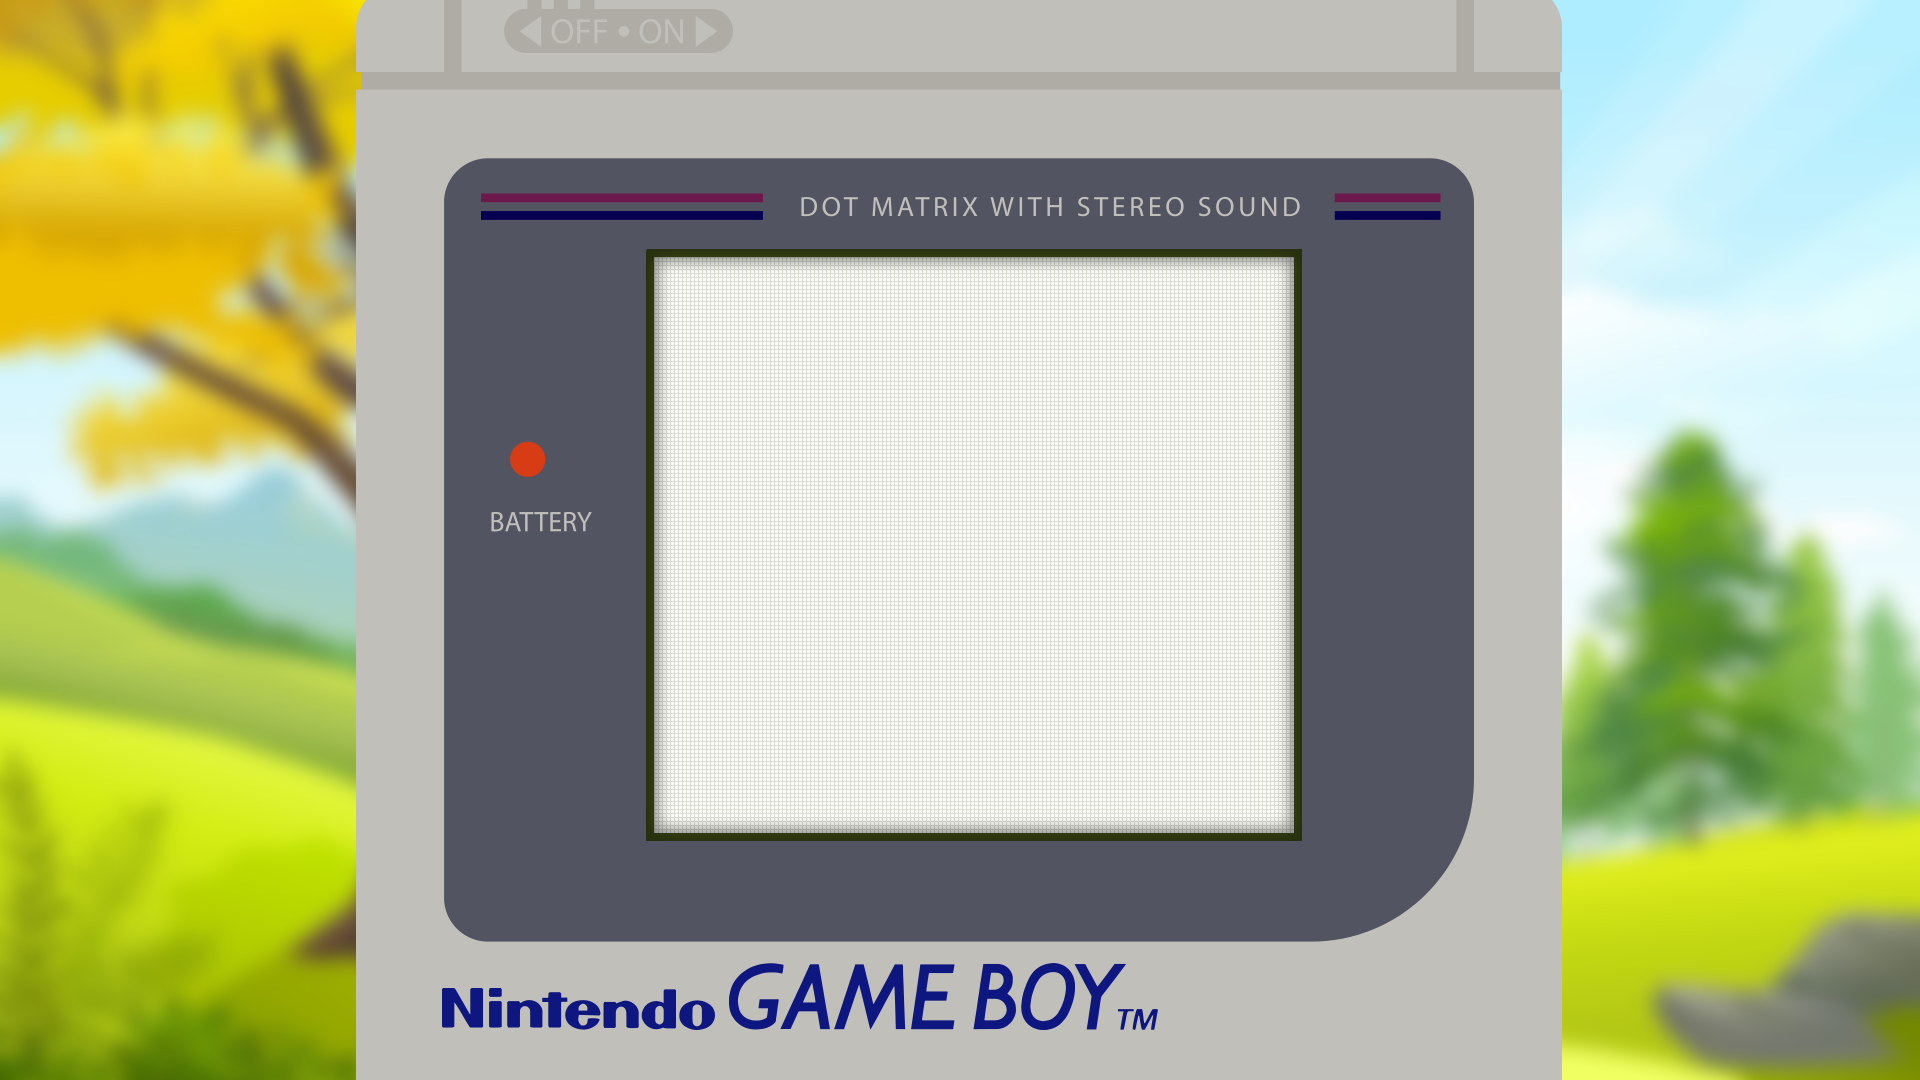 OFF • ON
DOT MATRIX WITH STEREO SOUND
BATTERY
Nintendo GAME BOY TM